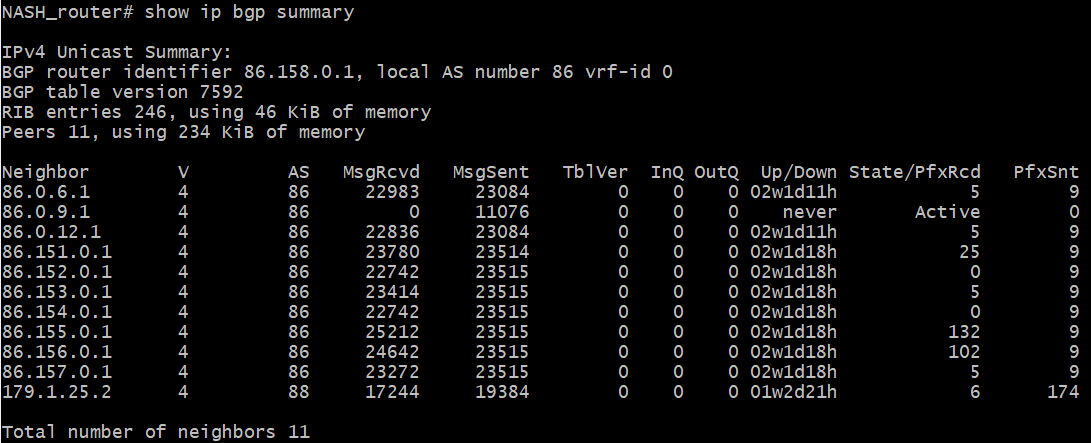 NASH_router# show ip bgp summary
IPv4 Unicast Summary:
BGP router identifier 86.158.0.1, local AS number 86 vrf-id 0
BGP table version 7592
RIB entries 246, using 46 KiB of memory
Peers 11, using 234 KiB of memory
Neighbor V AS MsgRcvd MsgSent TblVer InQ OutQ Up/Down State/PfxRcd PfxSnt
86.0.6.1 4 86 22983 23084 0 0 0 02w1d11h 5 9
86.0.9.1 4 86 0 11076 0 0 0 never Active 0
86.0.12.1 4 86 22836 23084 0 0 0 02w1d11h 5 9
86.151.0.1 4 86 23780 23514 0 0 0 02w1d18h 25 9
86.152.0.1 4 86 22742 23515 0 0 0 02w1d18h 0 9
86.153.0.1 4 86 23414 23515 0 0 0 02w1d18h 5 9
86.154.0.1 4 86 22742 23515 0 0 0 02w1d18h 0 9
86.155.0.1 4 86 25212 23515 0 0 0 02w1d18h 132 9
86.156.0.1 4 86 24642 23515 0 0 0 02w1d18h 102 9
86.157.0.1 4 86 23272 23515 0 0 0 02w1d18h 5 9
179.1.25.2 4 88 17244 19384 0 0 0 01w2d21h 6 174
Total number of neighbors 11